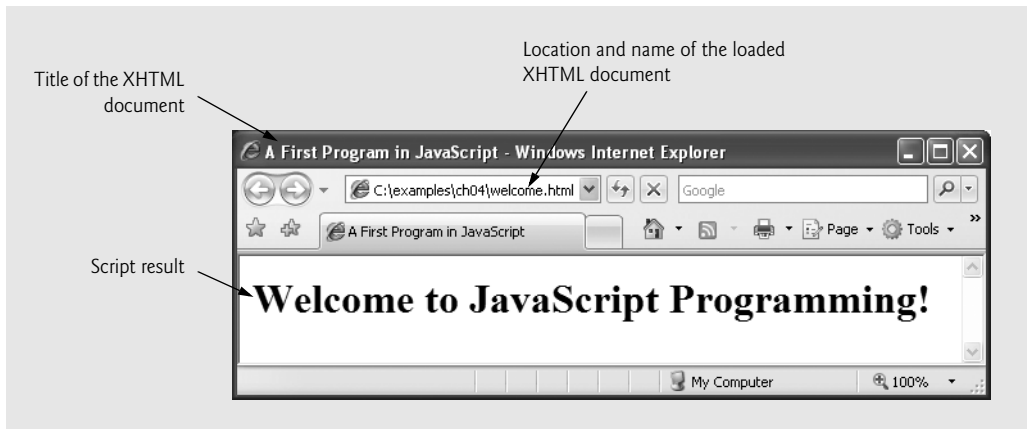 Location and name of the loaded
XHTML document
Title of the XHTML
document
A First Program in JavaScript - Windows Internet Explorer
C:\examples\ch04\welcome.html
Google
A First Program in JavaScript
Page
Tools
»
Script result
Welcome to JavaScript Programming!
My Computer
100%